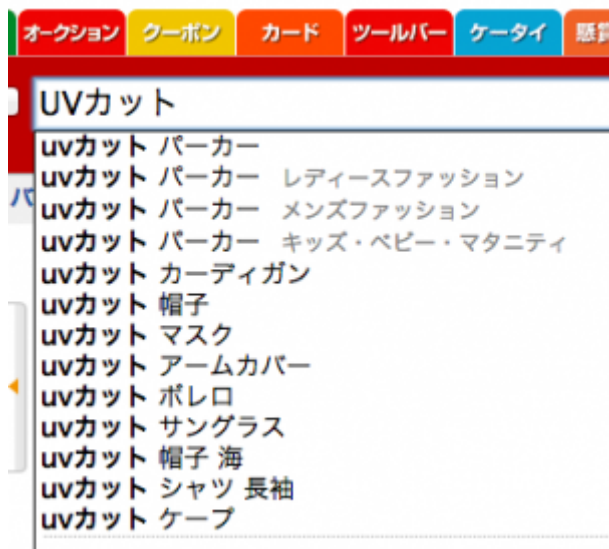 オークション クーポン カード ツールバー ケータイ 懸賞
UVカット
uvカット パーカー
uvカット パーカー レディースファッション
uvカット パーカー メンズファッション
uvカット パーカー キッズ・ベビー・マタニティ
uvカット カーディガン
uvカット 帽子
uvカット マスク
uvカット アームカバー
uvカット ボレロ
uvカット サングラス
uvカット 帽子 海
uvカット シャツ 長袖
uvカット ケープ